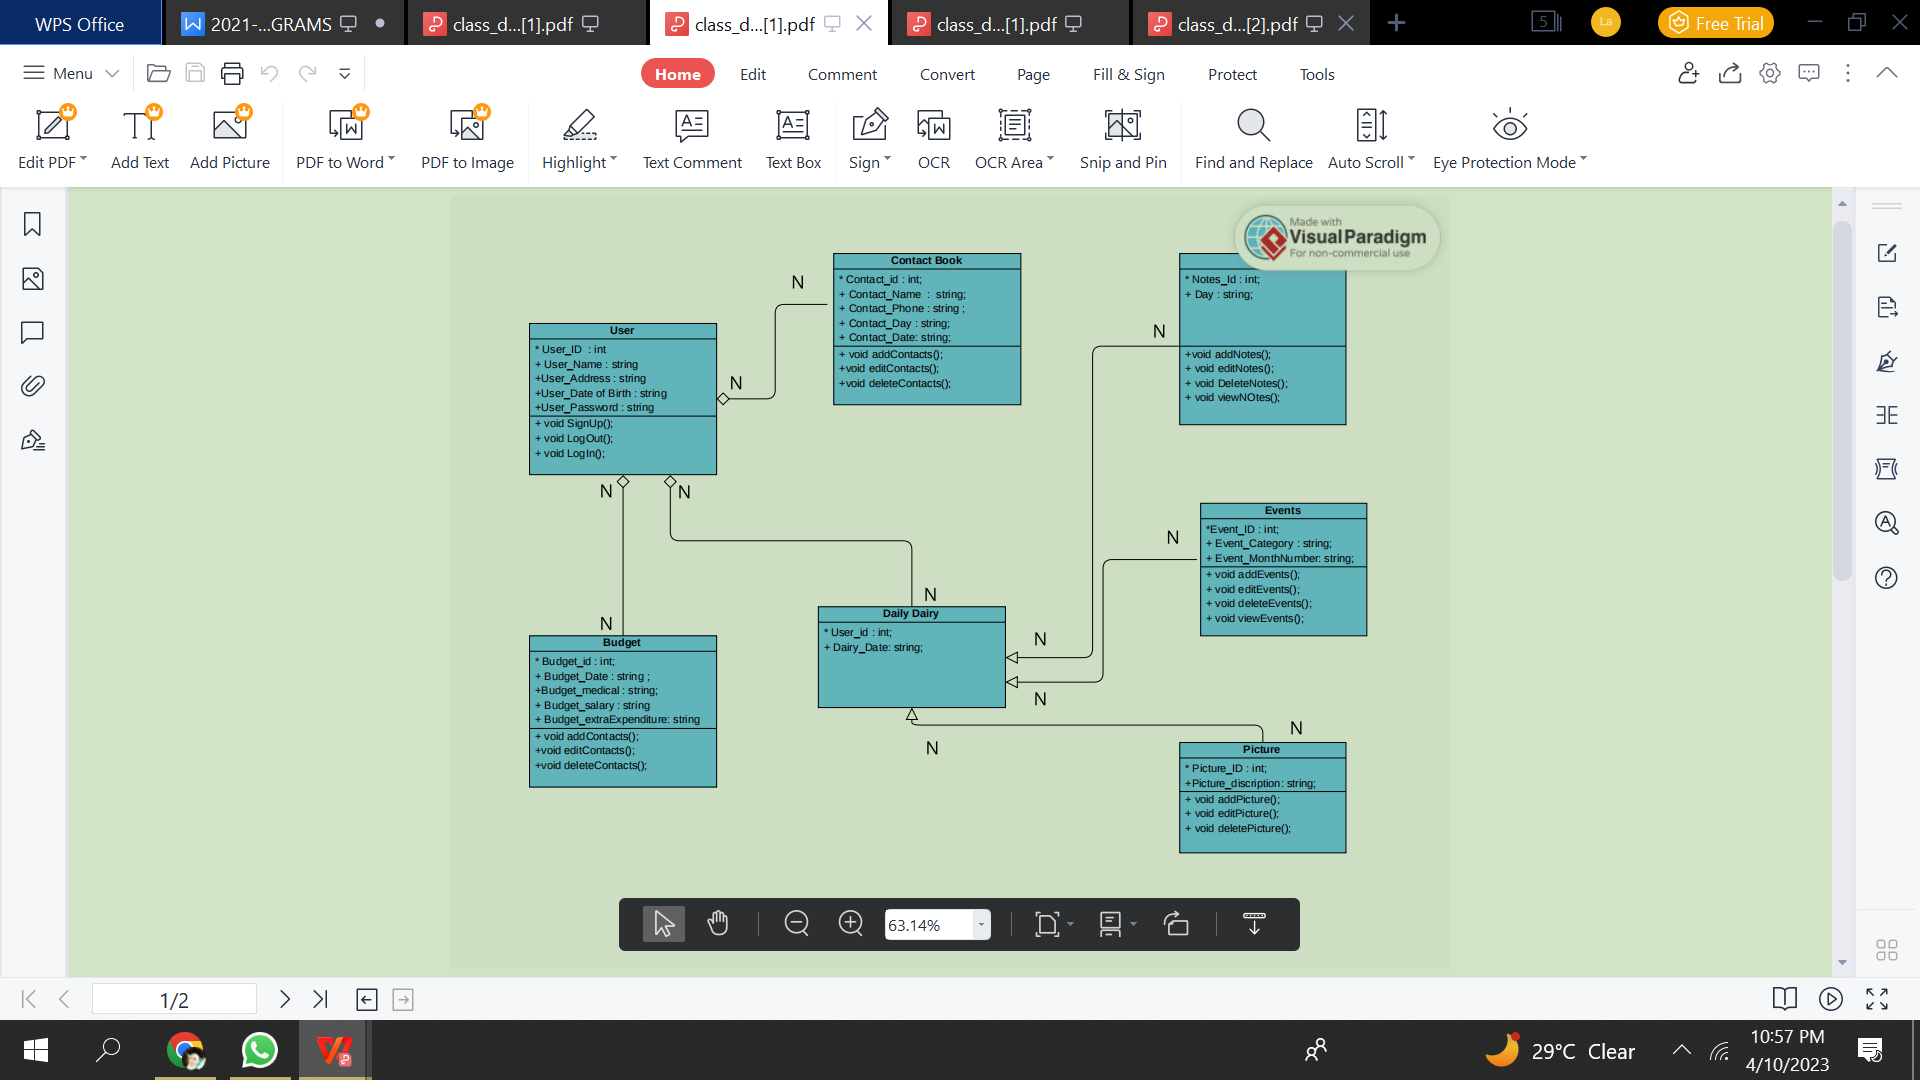 WPS Office
2021-...GRAMS
class_d...[1].pdf
class_d...[1].pdf
class_d...[1].pdf
class_d...[2].pdf
5
La
Free Trial
Menu
Home
Edit
Comment
Convert
Page
Fill & Sign
Protect
Tools
Edit PDF
Add Text
Add Picture
PDF to Word
PDF to Image
Highlight
Text Comment
Text Box
Sign
OCR
OCR Area
Snip and Pin
Find and Replace
Auto Scroll
Eye Protection Mode
Made with
Visual Paradigm
For non-commercial use
Contact Book
* Contact_id : int;
+ Contact_Name : string;
+ Contact_Phone : string ;
+ Contact_Day : string;
+ Contact_Date: string;
+ void addContacts();
+void editContacts();
+void deleteContacts();
* Notes_Id : int;
+ Day : string;
+void addNotes();
+ void editNotes();
+ void DeleteNotes();
+ void viewNOtes();
N
N
N
User
* User_ID : int
+ User_Name : string
+User_Address : string
+User_Date of Birth : string
+User_Password : string
+ void SignUp();
+ void LogOut();
+ void LogIn();
N
N
Events
*Event_ID : int;
+ Event_Category : string;
+ Event_MonthNumber: string;
+ void addEvents();
+ void editEvents();
+ void deleteEvents();
+ void viewEvents();
N
N
N
Daily Dairy
* User_id : int;
+ Dairy_Date: string;
N
N
N
N
Budget
* Budget_id : int;
+ Budget_Date : string ;
+Budget_medical : string;
+ Budget_salary : string
+ Budget_extraExpenditure: string
+ void addContacts();
+void editContacts();
+void deleteContacts();
Picture
* Picture_ID : int;
+Picture_discription: string;
+ void addPicture();
+ void editPicture();
+ void deletePicture();
63.14%
1/2
29°C Clear
10:57 PM
4/10/2023